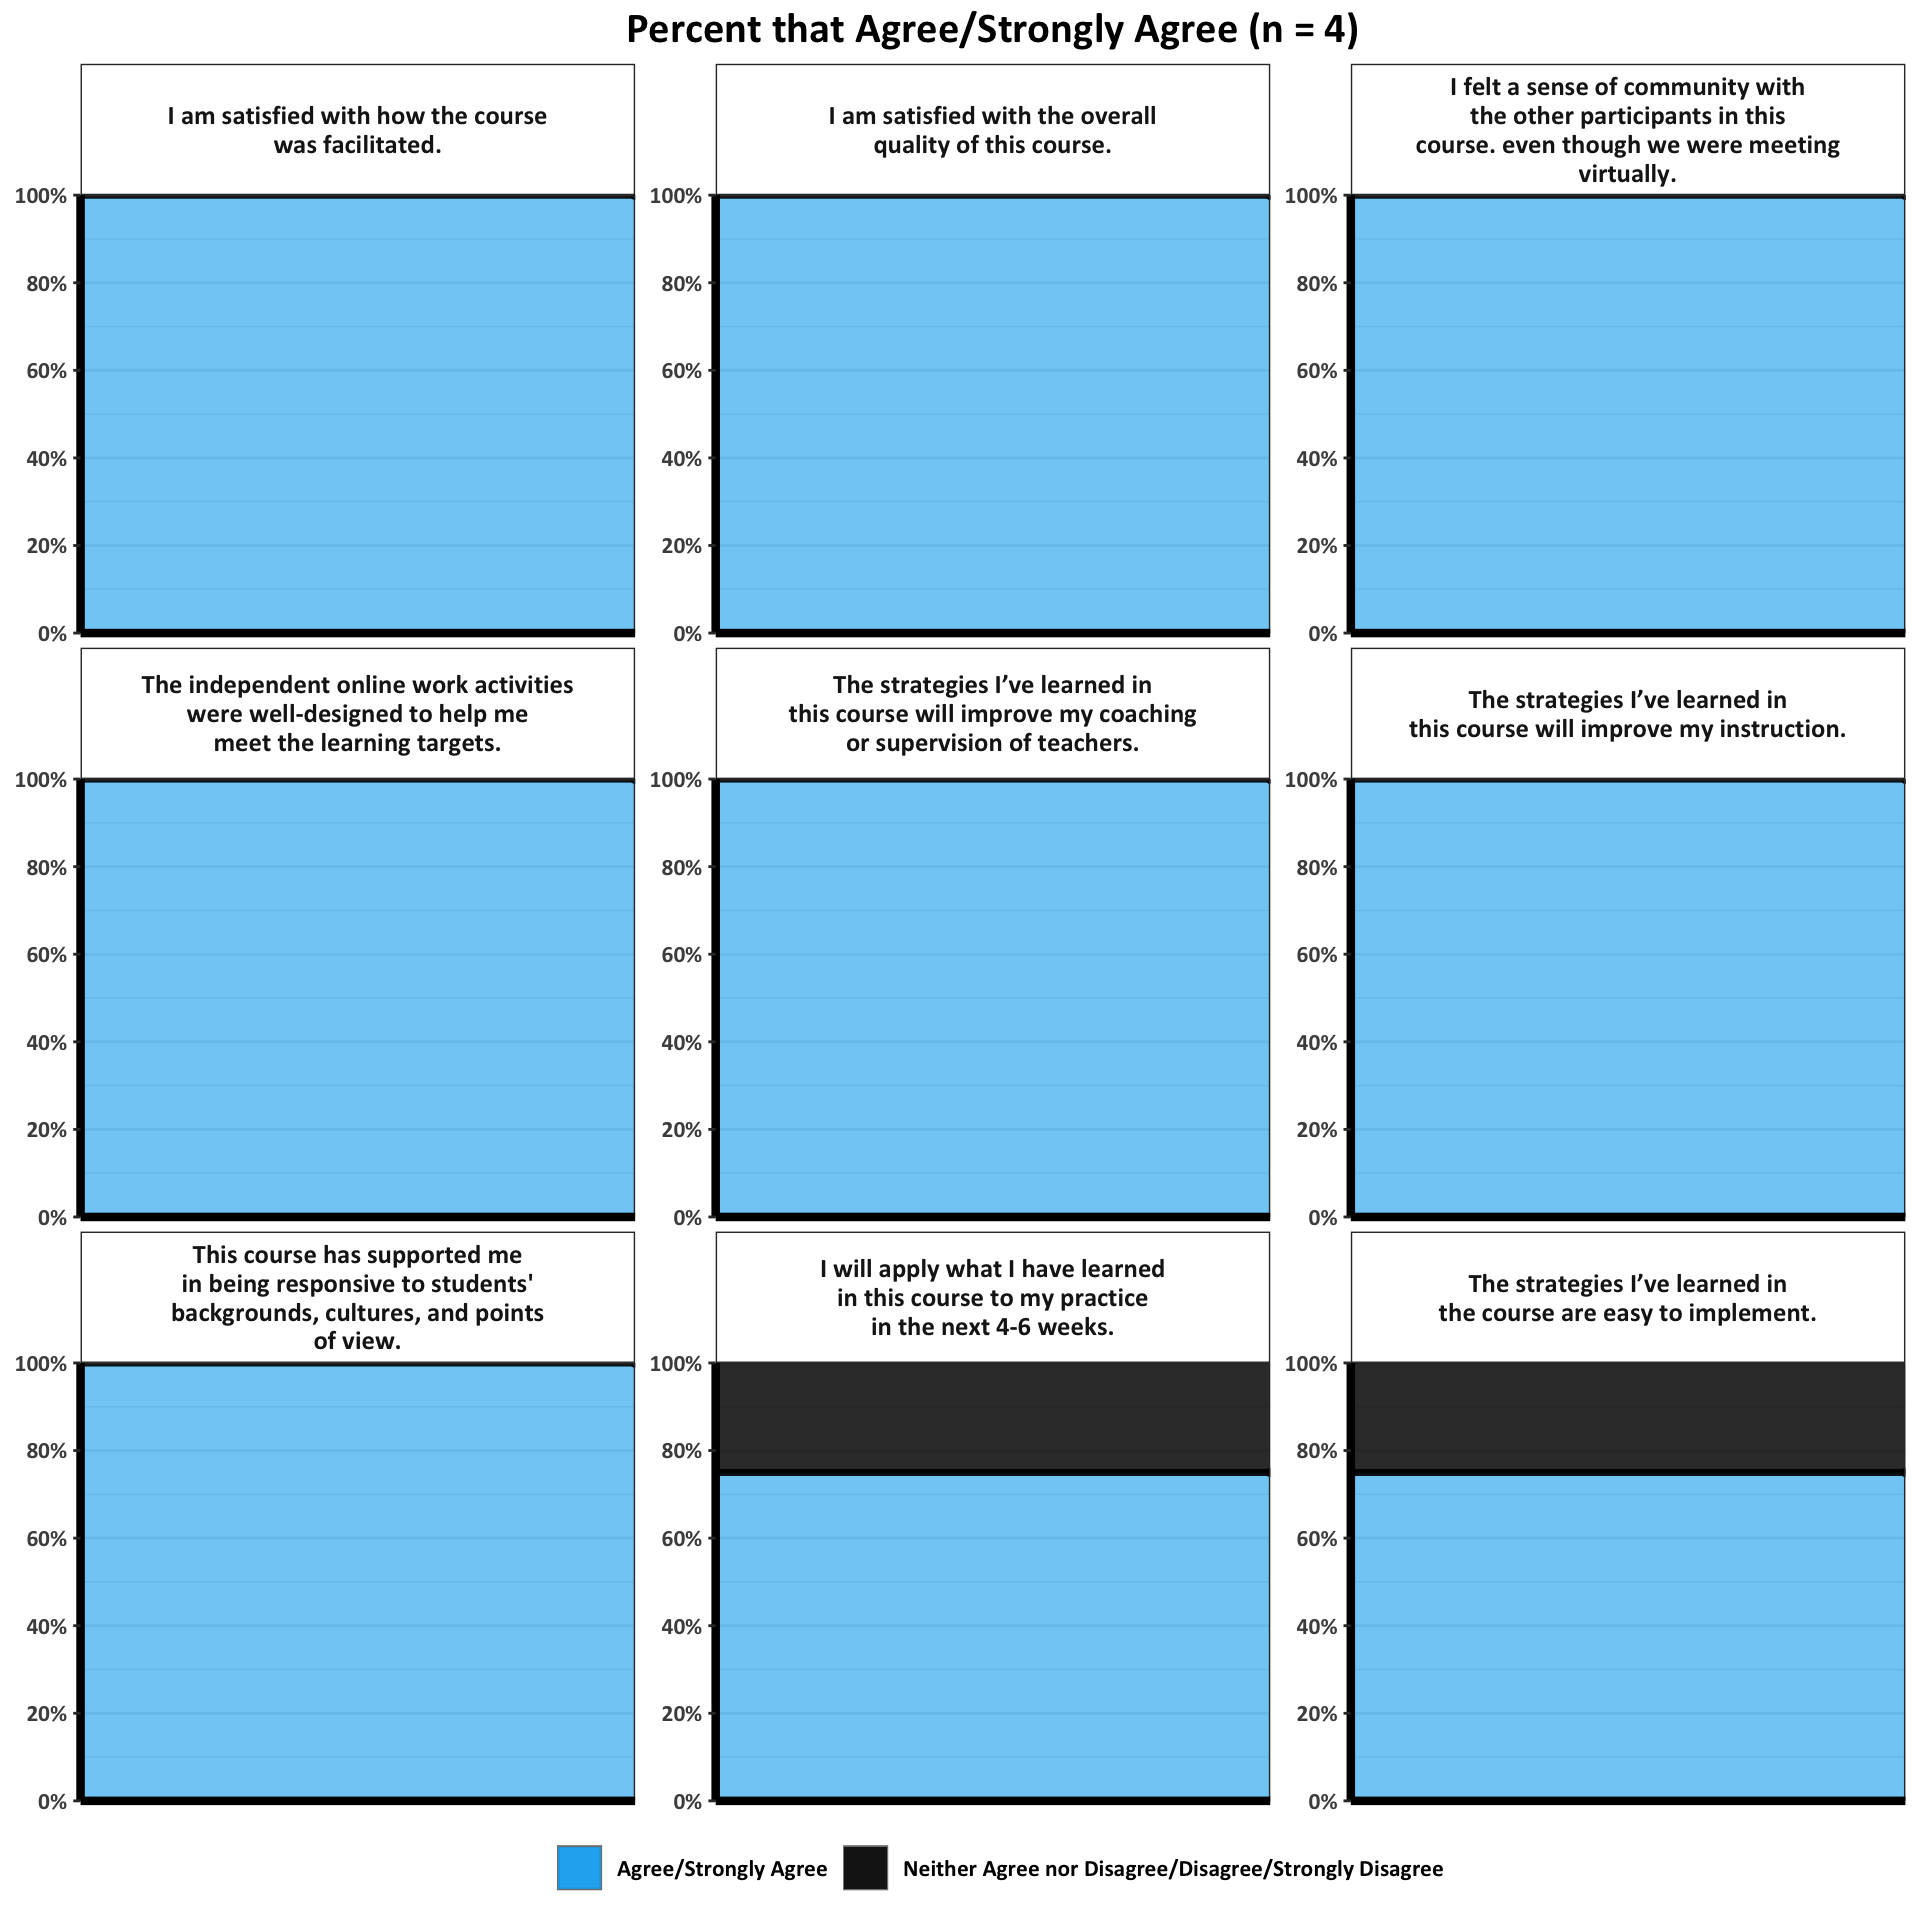 Percent that Agree/Strongly Agree (n = 4)
I am satisfied with how the course
was facilitated.
100%
80%
60%
40%
20%
0%
I am satisfied with the overall
quality of this course.
100%
80%
60%
40%
20%
0%
I felt a sense of community with
the other participants in this
course. even though we were meeting
virtually.
100%
80%
60%
40%
20%
0%
The independent online work activities
were well-designed to help me
meet the learning targets.
100%
80%
60%
40%
20%
0%
The strategies I’ve learned in
this course will improve my coaching
or supervision of teachers.
100%
80%
60%
40%
20%
0%
The strategies I’ve learned in
this course will improve my instruction.
100%
80%
60%
40%
20%
0%
This course has supported me
in being responsive to students'
backgrounds, cultures, and points
of view.
100%
80%
60%
40%
20%
0%
I will apply what I have learned
in this course to my practice
in the next 4-6 weeks.
100%
80%
60%
40%
20%
0%
The strategies I’ve learned in
the course are easy to implement.
100%
80%
60%
40%
20%
0%
Agree/Strongly Agree
Neither Agree nor Disagree/Disagree/Strongly Disagree